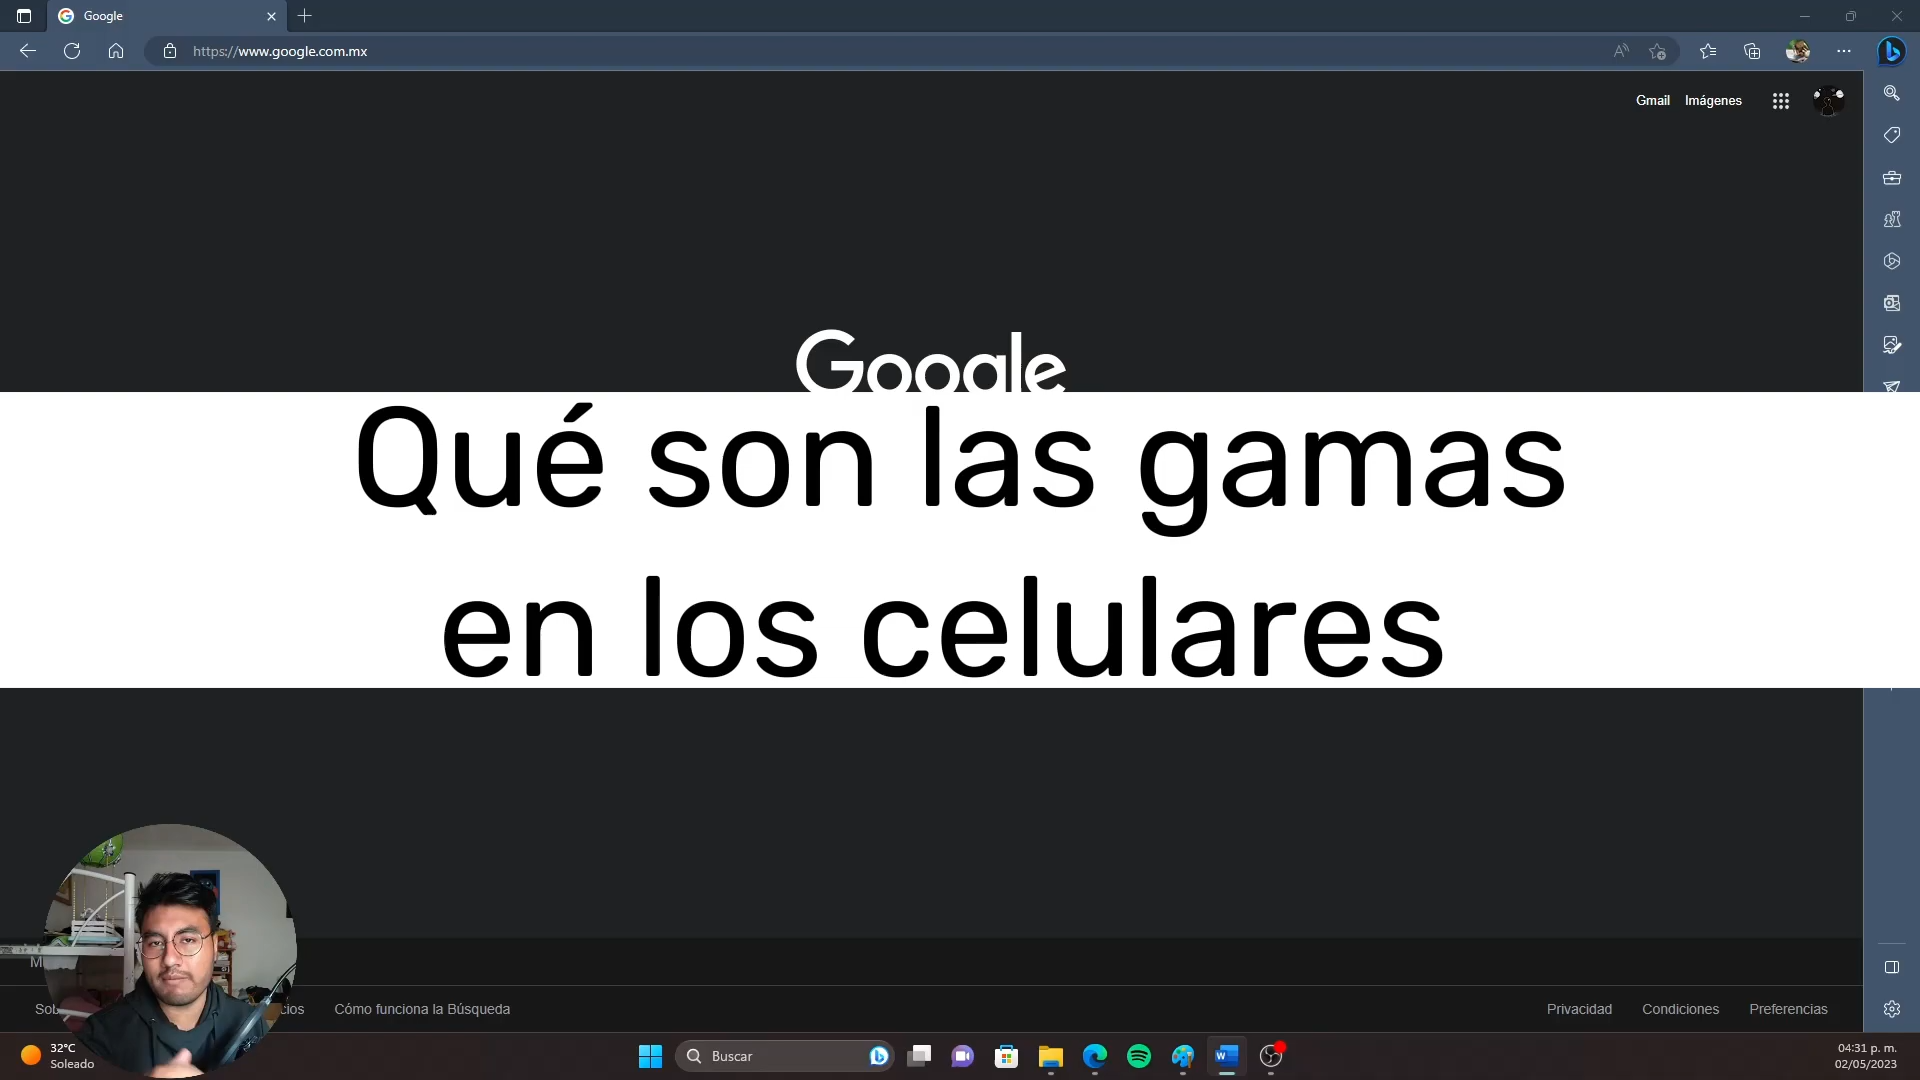 Google
https://www.google.com.mx
Gmail Imágenes
Google
Qué son las gamas
en los celulares
Cómo funciona la Búsqueda
Privacidad Condiciones Preferencias
32°C
Soleado
Buscar
04:31 p. m.
02/05/2023